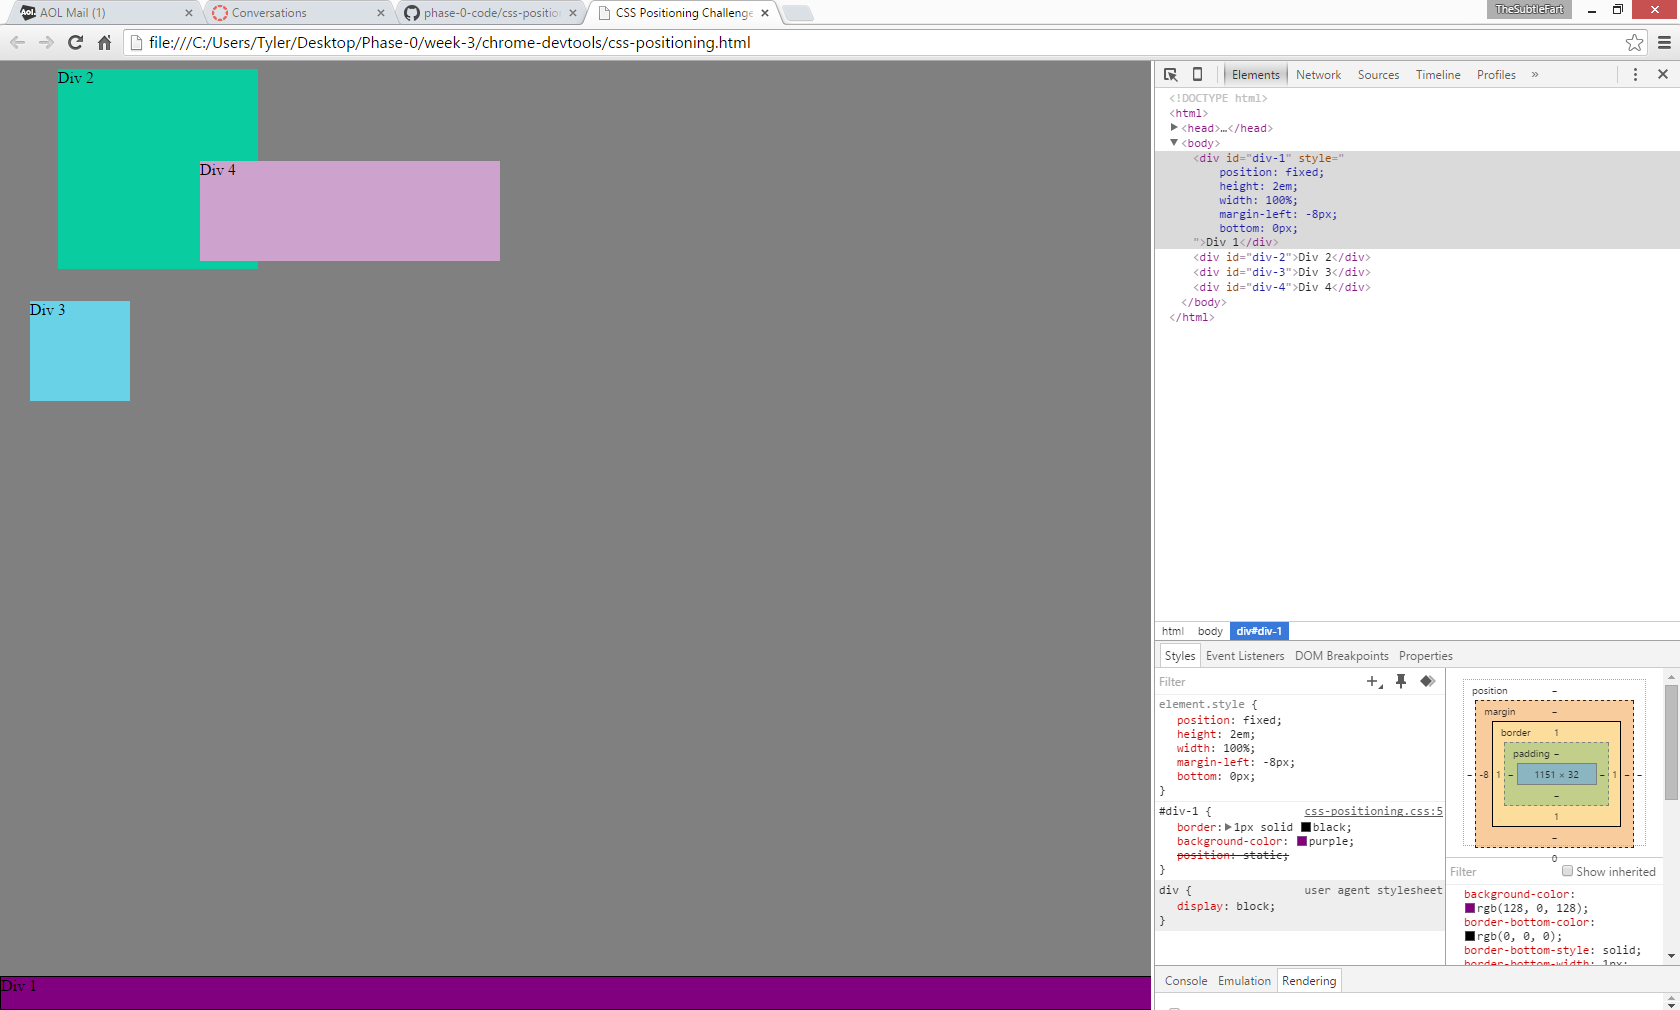 TheSubtleFart
Aol. AOL Mail (1)
Conversations
phase-0-code/css-positio
CSS Positioning Challenge
file:///C:/Users/Tyler/Desktop/Phase-0/week-3/chrome-devtools/css-positioning.html
Div 2
Div 4
Div 3
Div 1
Elements Network Sources Timeline Profiles »
<!DOCTYPE html>
<html>
<head>…</head>
<body>
<div id="div-1" style="
position: fixed;
height: 2em;
width: 100%;
margin-left: -8px;
bottom: 0px;
">Div 1</div>
<div id="div-2">Div 2</div>
<div id="div-3">Div 3</div>
<div id="div-4">Div 4</div>
</body>
</html>
html body div#div-1
Styles Event Listeners DOM Breakpoints Properties
Filter
element.style {
position: fixed;
height: 2em;
width: 100%;
margin-left: -8px;
bottom: 0px;
}
#div-1 { css-positioning.css:5
border: 1px solid black;
background-color: purple;
position: static;
}
div { user agent stylesheet
display: block;
}
position –
margin –
border 1
padding –
– -8 1 – 1151 × 32 – 1 – –
–
1
–
0
Filter Show inherited
background-color:
rgb(128, 0, 128);
border-bottom-color:
rgb(0, 0, 0);
border-bottom-style: solid;
border-bottom-width: 1px;
Console Emulation Rendering